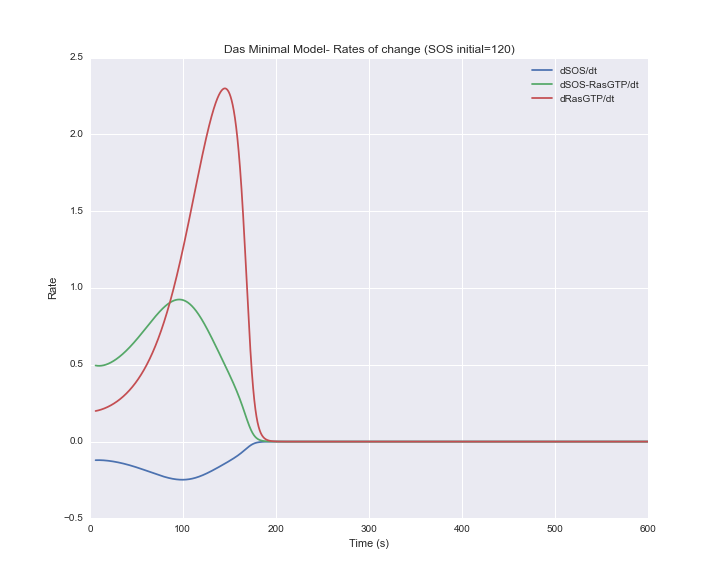 Das Minimal Model- Rates of change (SOS initial=120)
dSOS/dt
dSOS-RasGTP/dt
dRasGTP/dt
Rate
2.5
2.0
1.5
1.0
0.5
0.0
−0.5
0 100 200 300 400 500 600
Time (s)